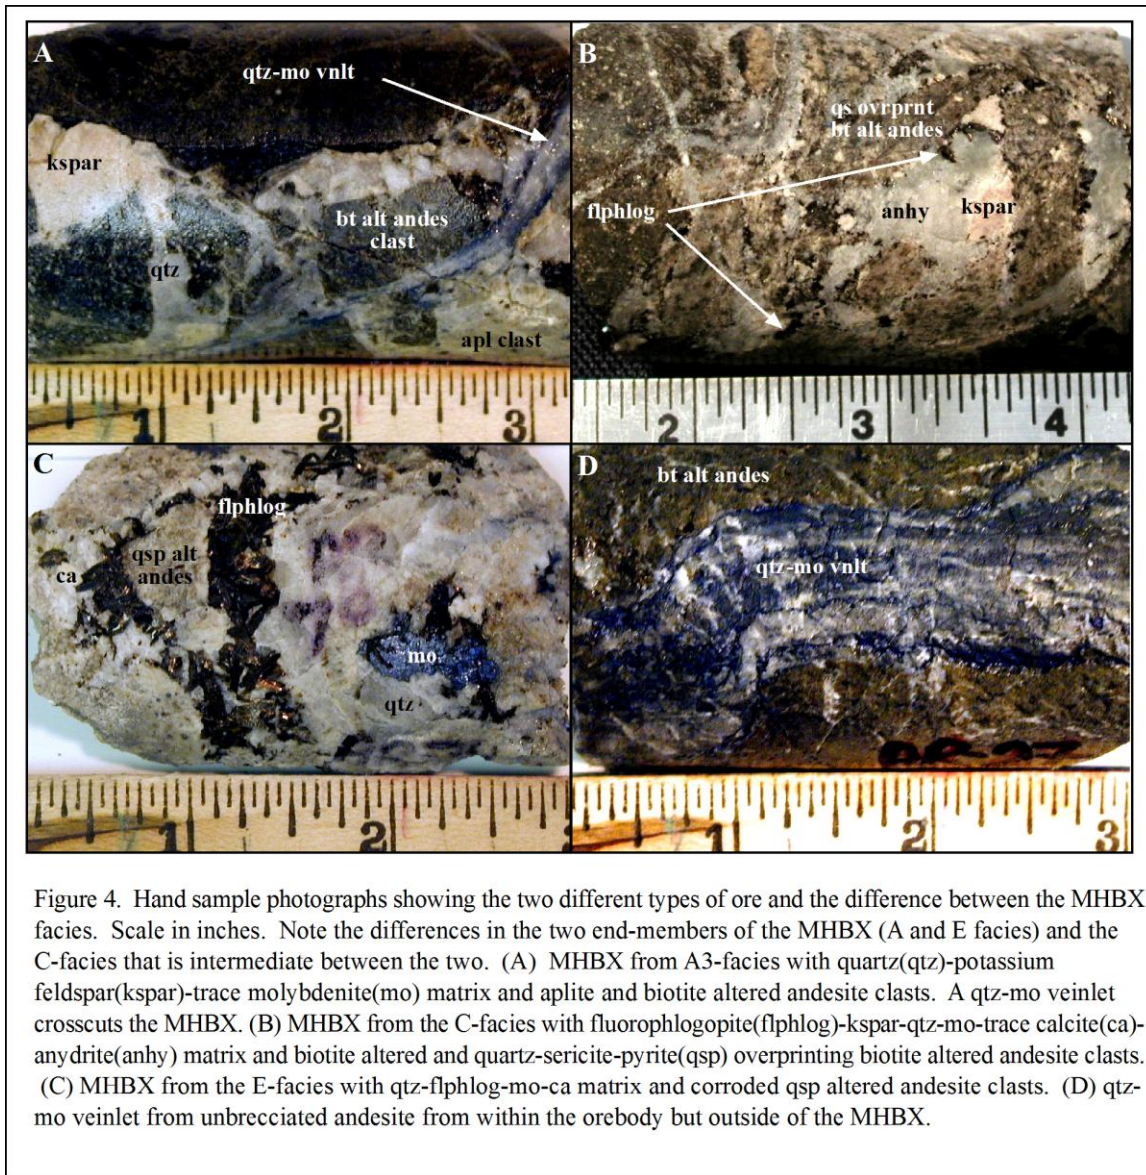 A
qtz-mo vnlt
kspar
bt alt andes
clast
qtz
apl clast
1 2 3
B
qs ovrprnt
bt alt andes
flphlog
anhy kspar
2 3 4
C
flphlog
qsp alt
andes
ca
mo
qtz
1 2
D
bt alt andes
qtz-mo vnlt
1 2 3
Figure 4. Hand sample photographs showing the two different types of ore and the difference between the MHBX
facies. Scale in inches. Note the differences in the two end-members of the MHBX (A and E facies) and the
C-facies that is intermediate between the two. (A) MHBX from A3-facies with quartz(qtz)-potassium
feldspar(kspar)-trace molybdenite(mo) matrix and aplite and biotite altered andesite clasts. A qtz-mo veinlet
crosscuts the MHBX. (B) MHBX from the C-facies with fluorophlogopite(flphlog)-kspar-qtz-mo-trace calcite(ca)-
anydrite(anhy) matrix and biotite altered and quartz-sericite-pyrite(qsp) overprinting biotite altered andesite clasts.
(C) MHBX from the E-facies with qtz-flphlog-mo-ca matrix and corroded qsp altered andesite clasts. (D) qtz-
mo veinlet from unbrecciated andesite from within the orebody but outside of the MHBX.